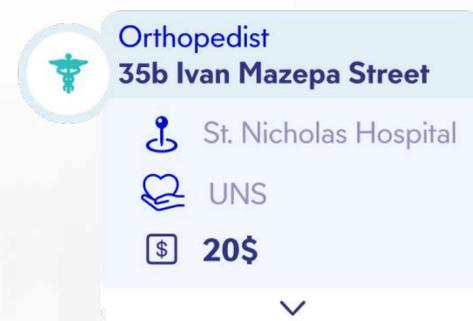 Orthopedist
35b Ivan Mazepa Street
St. Nicholas Hospital
UNS
$ 20$